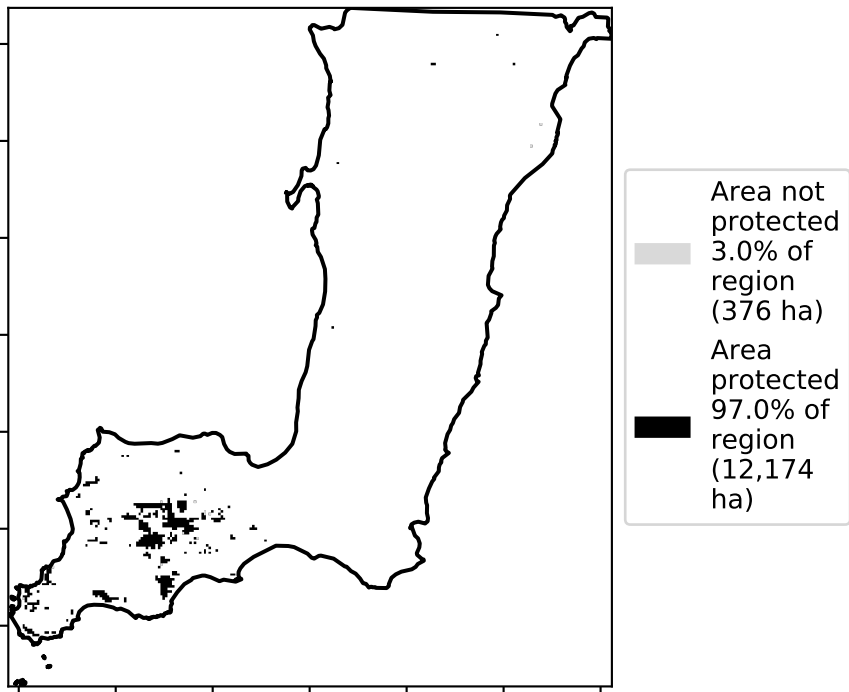 Area not
protected
3.0% of
region
(376 ha)
Area
protected
97.0% of
region
(12,174
ha)